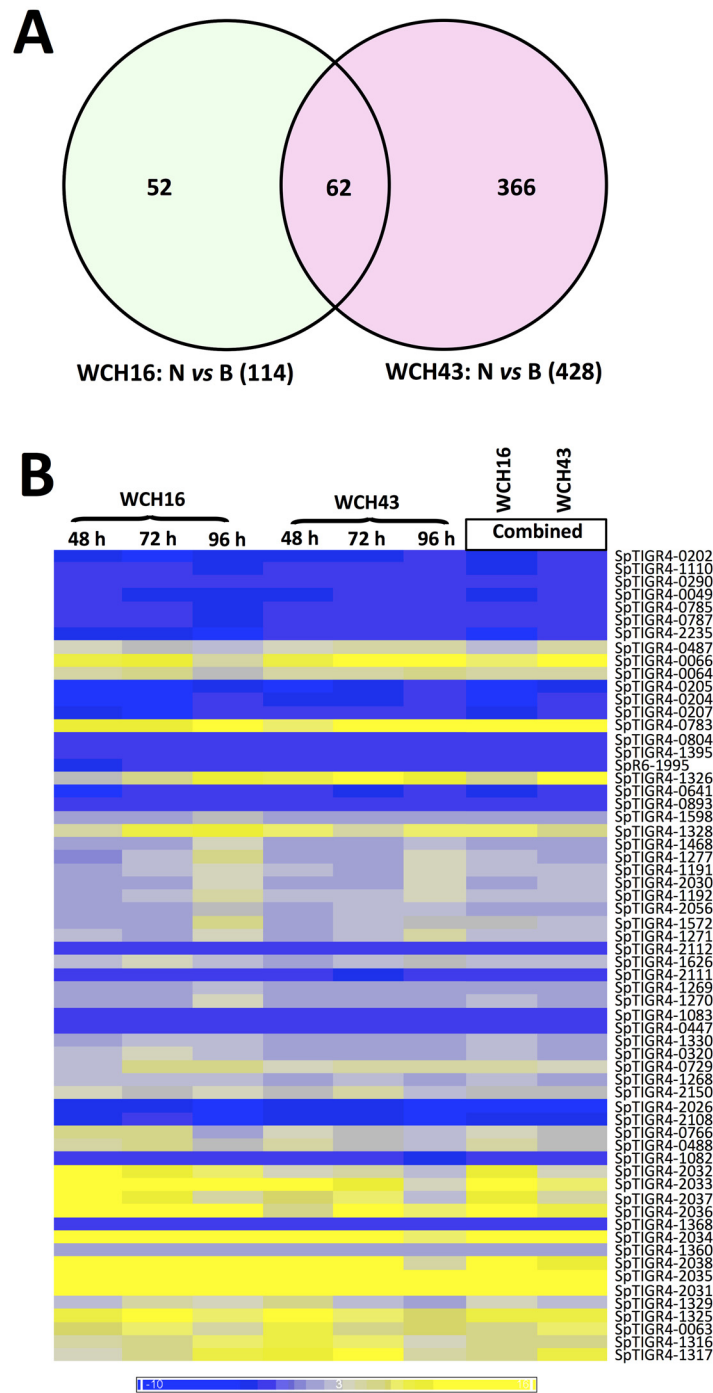 A
52 62 366
WCH16: N vs B (114) WCH43: N vs B (428)
B
WCH16 WCH43 WCH16 WCH43
48 h 72 h 96 h 48 h 72 h 96 h Combined
SpTIGR4-0202
SpTIGR4-1110
SpTIGR4-0290
SpTIGR4-0049
SpTIGR4-0785
SpTIGR4-0787
SpTIGR4-2235
SpTIGR4-0487
SpTIGR4-0066
SpTIGR4-0064
SpTIGR4-0205
SpTIGR4-0204
SpTIGR4-0207
SpTIGR4-0783
SpTIGR4-0804
SpTIGR4-1395
SpR6-1995
SpTIGR4-1326
SpTIGR4-0641
SpTIGR4-0893
SpTIGR4-1598
SpTIGR4-1328
SpTIGR4-1468
SpTIGR4-1277
SpTIGR4-1191
SpTIGR4-2030
SpTIGR4-1192
SpTIGR4-2056
SpTIGR4-1572
SpTIGR4-1271
SpTIGR4-2112
SpTIGR4-1626
SpTIGR4-2111
SpTIGR4-1269
SpTIGR4-1270
SpTIGR4-1083
SpTIGR4-0447
SpTIGR4-1330
SpTIGR4-0320
SpTIGR4-0729
SpTIGR4-1268
SpTIGR4-2150
SpTIGR4-2026
SpTIGR4-2108
SpTIGR4-0766
SpTIGR4-0488
SpTIGR4-1082
SpTIGR4-2032
SpTIGR4-2033
SpTIGR4-2037
SpTIGR4-2036
SpTIGR4-1368
SpTIGR4-2034
SpTIGR4-1360
SpTIGR4-2038
SpTIGR4-2035
SpTIGR4-2031
SpTIGR4-1329
SpTIGR4-1325
SpTIGR4-0063
SpTIGR4-1316
SpTIGR4-1317
-10 3